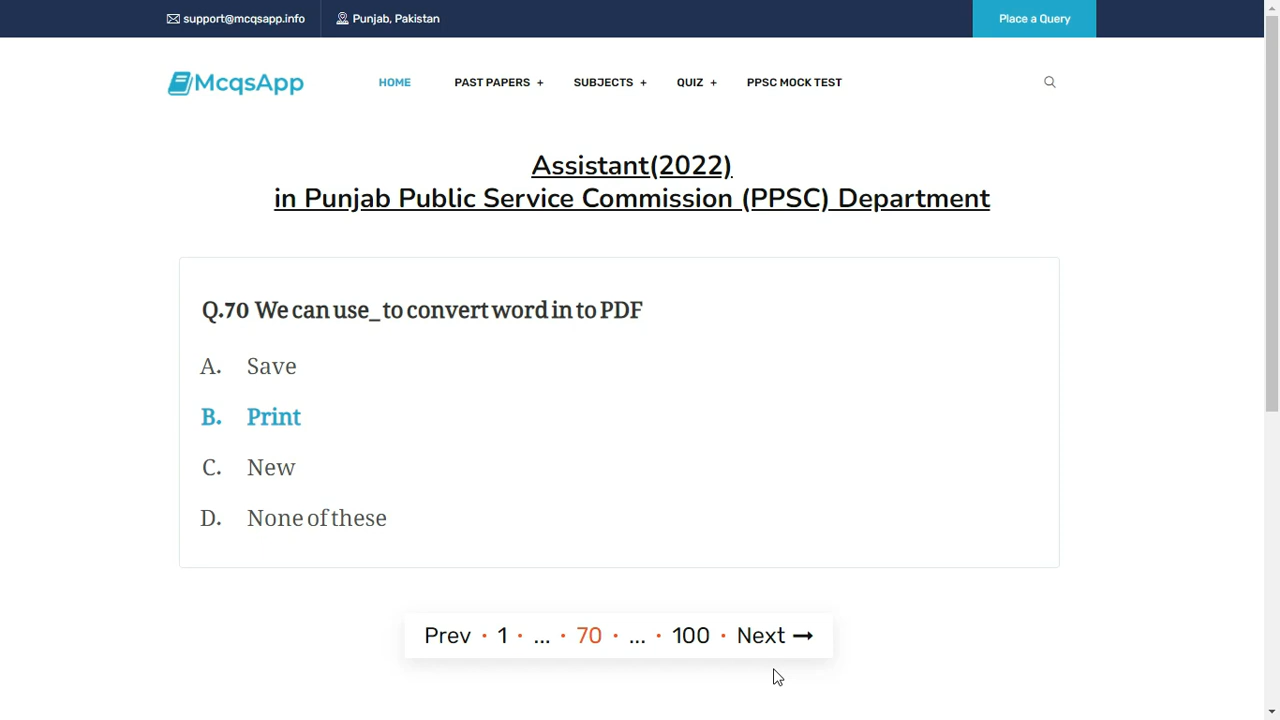 support@mcqsapp.info
Punjab, Pakistan
Place a Query
McqsApp
HOME
PAST PAPERS +
SUBJECTS +
QUIZ +
PPSC MOCK TEST
Assistant(2022)
in Punjab Public Service Commission (PPSC) Department
Q.70 We can use_ to convert word in to PDF
A. Save
B. Print
C. New
D. None of these
Prev • 1 • ... • 70 • ... • 100 • Next →